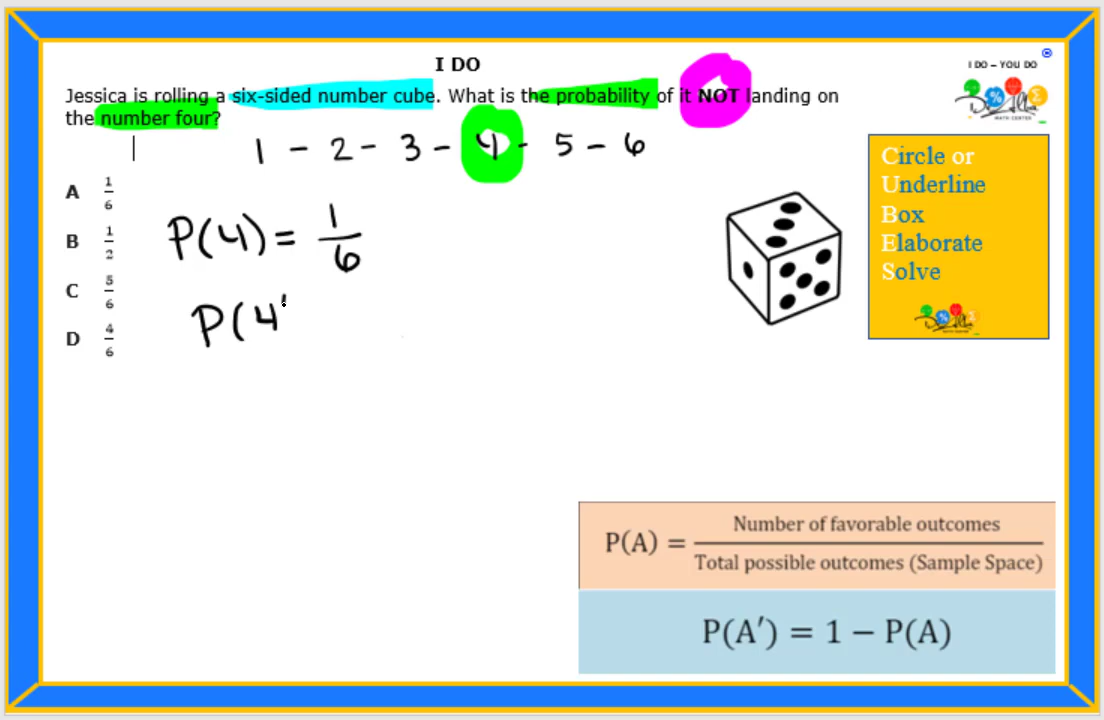 I DO
Jessica is rolling a six-sided number cube. What is the probability of it NOT landing on
the number four?
1 - 2 - 3 - 4 - 5 - 6
A 1/6
B 1/2
C 5/6
D 4/6
P(4) = 1/6
P(4'
I DO – YOU DO
MATH CENTER
Circle or
Underline
Box
Elaborate
Solve
P(A) = Number of favorable outcomes / Total possible outcomes (Sample Space)
P(A′) = 1 − P(A)